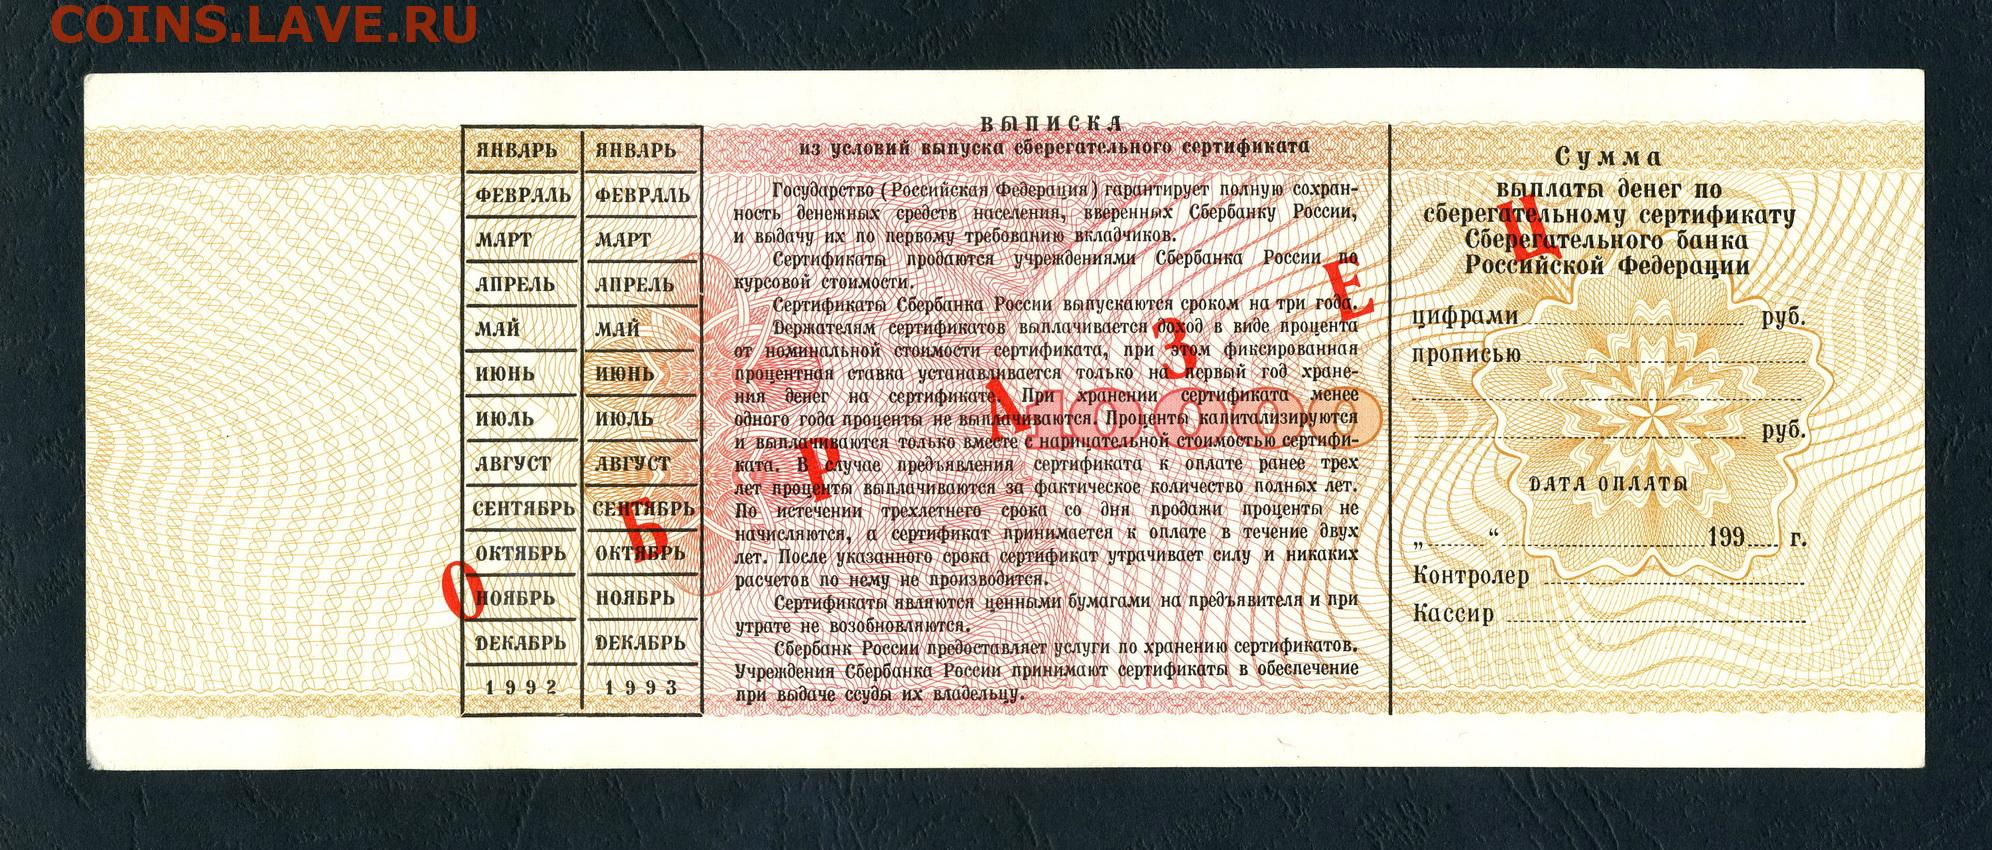 COINS.LAVE.RU
ЯНВАРЬ ЯНВАРЬ
ФЕВРАЛЬ ФЕВРАЛЬ
МАРТ МАРТ
АПРЕЛЬ АПРЕЛЬ
МАЙ МАЙ
ИЮНЬ ИЮНЬ
ИЮЛЬ ИЮЛЬ
АВГУСТ АВГУСТ
СЕНТЯБРЬ СЕНТЯБРЬ
ОКТЯБРЬ ОКТЯБРЬ
НОЯБРЬ НОЯБРЬ
ДЕКАБРЬ ДЕКАБРЬ
1992 1993
ВЫПИСКА
из условий выпуска сберегательного сертификата
Государство (Российская Федерация) гарантирует полную сохран-
ность денежных средств населения, вверенных Сбербанку России,
и выдачу их по первому требованию вкладчиков.
Сертификаты продаются учреждениями Сбербанка России по
курсовой стоимости.
Сертификаты Сбербанка России выпускаются сроком на три года.
Держателям сертификатов выплачивается доход в виде процента
от номинальной стоимости сертификата, при этом фиксированная
процентная ставка устанавливается только на первый год хране-
ния денег на сертификате. При хранении сертификата менее
одного года проценты не выплачиваются. Проценты капитализируются
и выплачиваются только вместе с нарицательной стоимостью сертифи-
ката. В случае предъявления сертификата к оплате ранее трех
лет проценты выплачиваются за фактическое количество полных лет.
По истечении трехлетнего срока со дня продажи проценты не
начисляются, а сертификат принимается к оплате в течение двух
лет. После указанного срока сертификат утрачивает силу и никаких
расчетов по нему не производится.
Сертификаты являются ценными бумагами на предъявителя и при
утрате не возобновляются.
Сбербанк России предоставляет услуги по хранению сертификатов.
Учреждения Сбербанка России принимают сертификаты в обеспечение
при выдаче ссуды их владельцу.
10000
ОБРАЗЕЦ
Сумма
выплаты денег по
сберегательному сертификату
Сберегательного банка
Российской Федерации
цифрами руб.
прописью
руб.
ДАТА ОПЛАТЫ
„ “ 199 г.
Контролер
Кассир